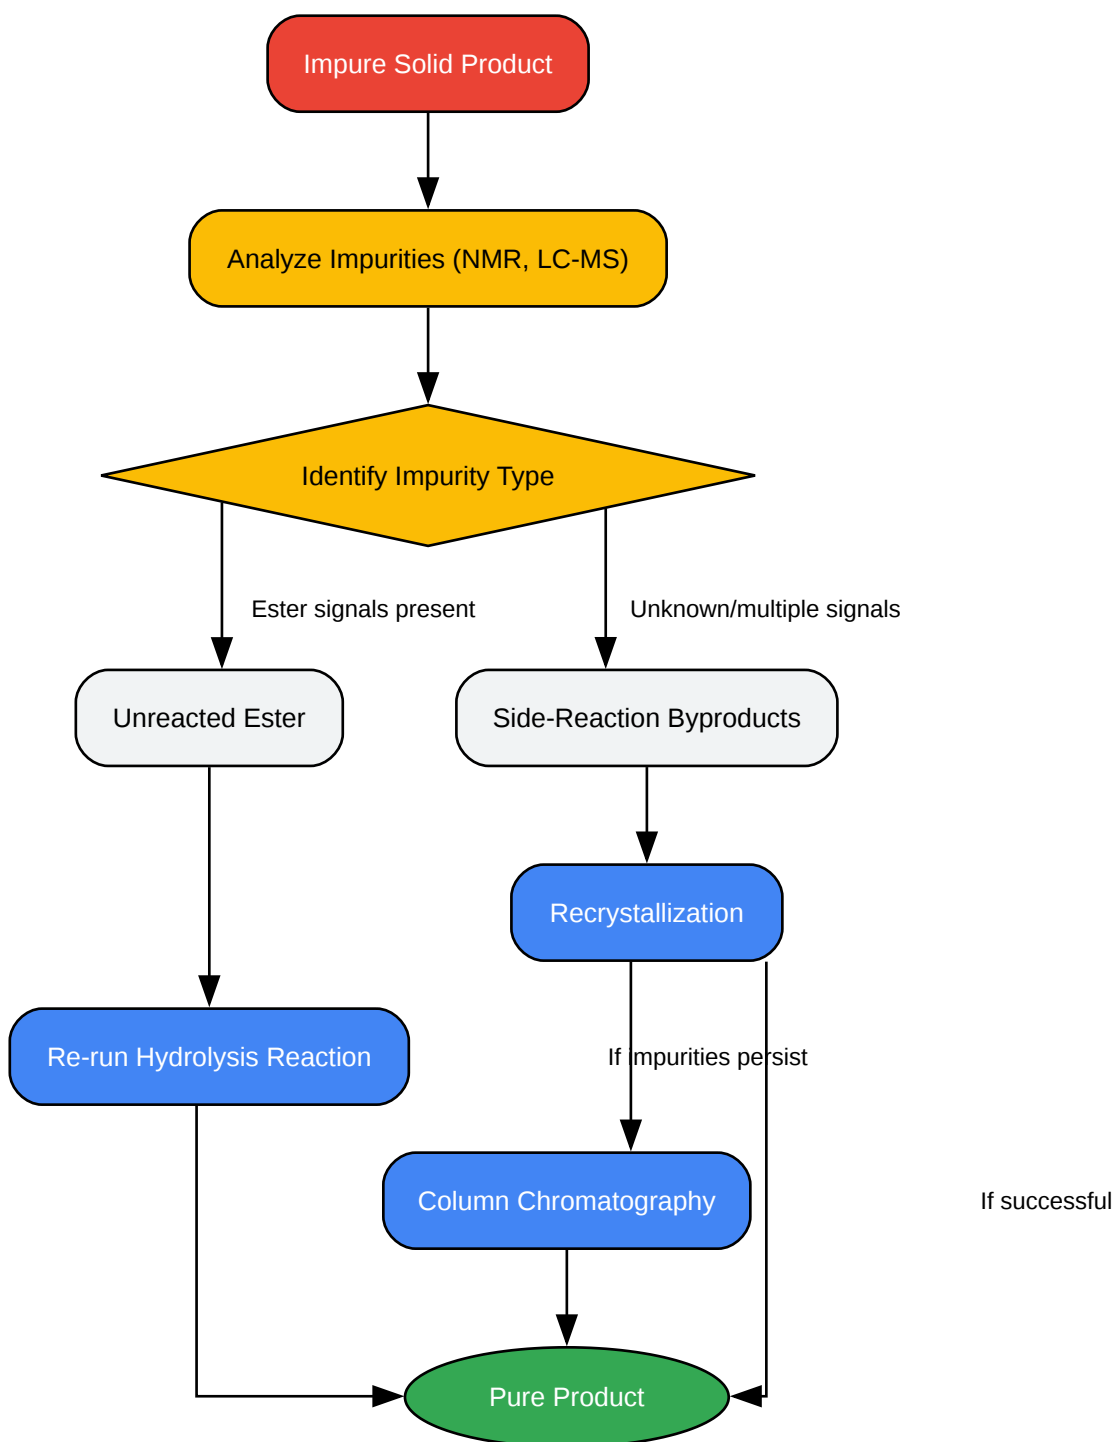 Impure Solid Product
Analyze Impurities (NMR, LC-MS)
Identify Impurity Type
Ester signals present
Unknown/multiple signals
Unreacted Ester
Side-Reaction Byproducts
Recrystallization
Re-run Hydrolysis Reaction
If impurities persist
Column Chromatography
If successful
Pure Product